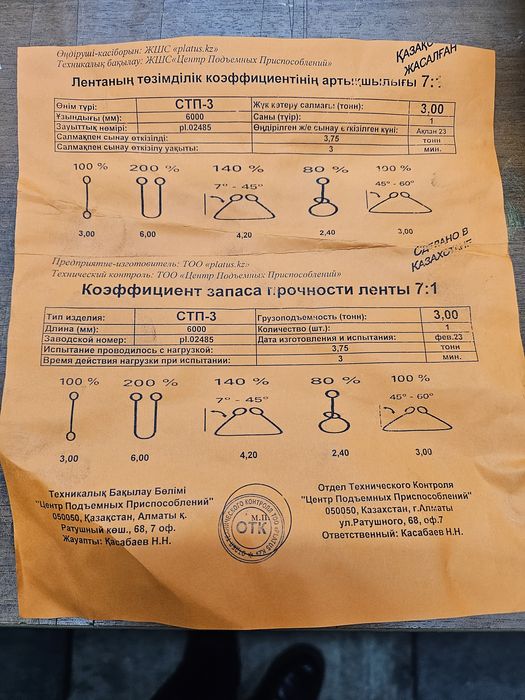 Өндіруші-касіборын: ЖШС «platus.kz»
Техникалық бақылау: ЖШС«Центр Подъемных Приспособлений»
ҚАЗАҚС
ЖАСАЛҒАН
Лентаның төзімділік коэффициентінің артықшылығы 7:1
Өнім түрі: СТП-3 Жүк көтеру салмағы (тонн): 3,00
Ұзындығы (мм): 6000 Саны (түір): 1
Зауыттық нөмірі: pl.02485 Өндірілген ж/е сынау өткізілген күні: Ақпан 23
Салмақпен сынау өткізілді: 3,75 тонн
Салмақпен сынау өткізілу уақыты: 3 мин.
100 % 200 % 140 % 80 % 100 %
7° - 45° 45° - 60°
3,00 6,00 4,20 2,40 3,00
СДЕЛАНО В
КАЗАХСТАНЕ
Предприятие-изготовитель: ТОО «platus.kz»
Технический контроль: ТОО «Центр Подъемных Приспособлений»
Коэффициент запаса прочности ленты 7:1
Тип изделия: СТП-3 Грузоподъемность (тонн): 3,00
Длина (мм): 6000 Количество (шт.): 1
Заводской номер: pl.02485 Дата изготовления и испытания: фев.23
Испытание проводилось с нагрузкой: 3,75 тонн
Время действия нагрузки при испытании: 3 мин.
100 % 200 % 140 % 80 % 100 %
7° - 45° 45° - 60°
3,00 6,00 4,20 2,40 3,00
Техникалық Бақылау Бөлімі
"Центр Подъемных Приспособлений"
050050, Қазақстан, Алматы қ.
Ратушный көш., 68, 7 оф.
Жауапты: Қасабаев Н.Н.
М.П.
ОТК
Отдел Технического Контроля
"Центр Подъемных Приспособлений"
050050, Казахстан, г.Алматы
ул.Ратушного, 68, оф.7
Ответственный: Касабаев Н.Н.